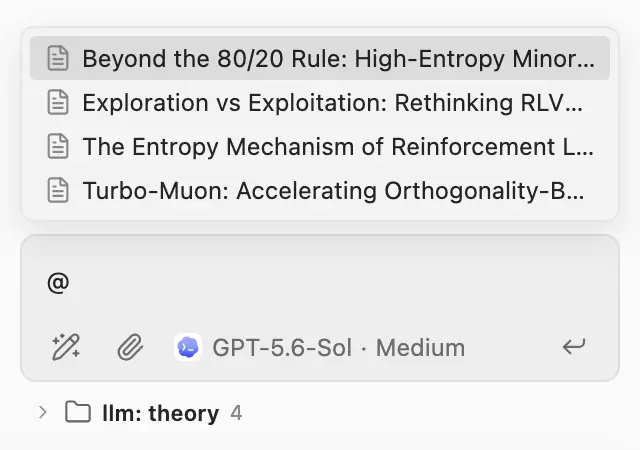 Beyond the 80/20 Rule: High-Entropy Minor...
Exploration vs Exploitation: Rethinking RLV...
The Entropy Mechanism of Reinforcement L...
Turbo-Muon: Accelerating Orthogonality-B...
@
GPT-5.6-Sol · Medium
llm: theory 4